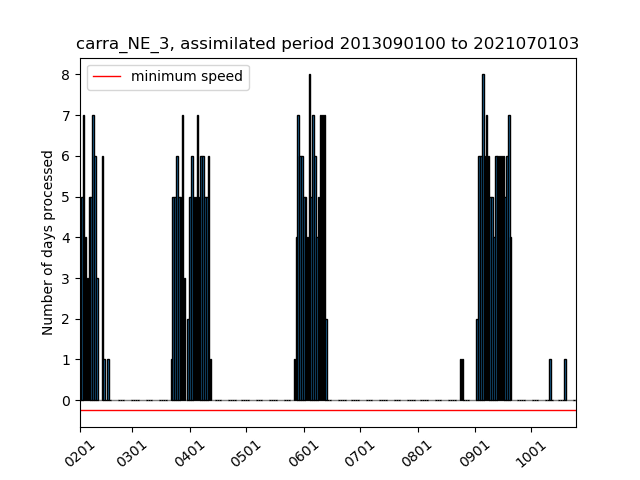 carra_NE_3, assimilated period 2013090100 to 2021070103
minimum speed
Number of days processed
8
7
6
5
4
3
2
1
0
0201 0301 0401 0501 0601 0701 0801 0901 1001